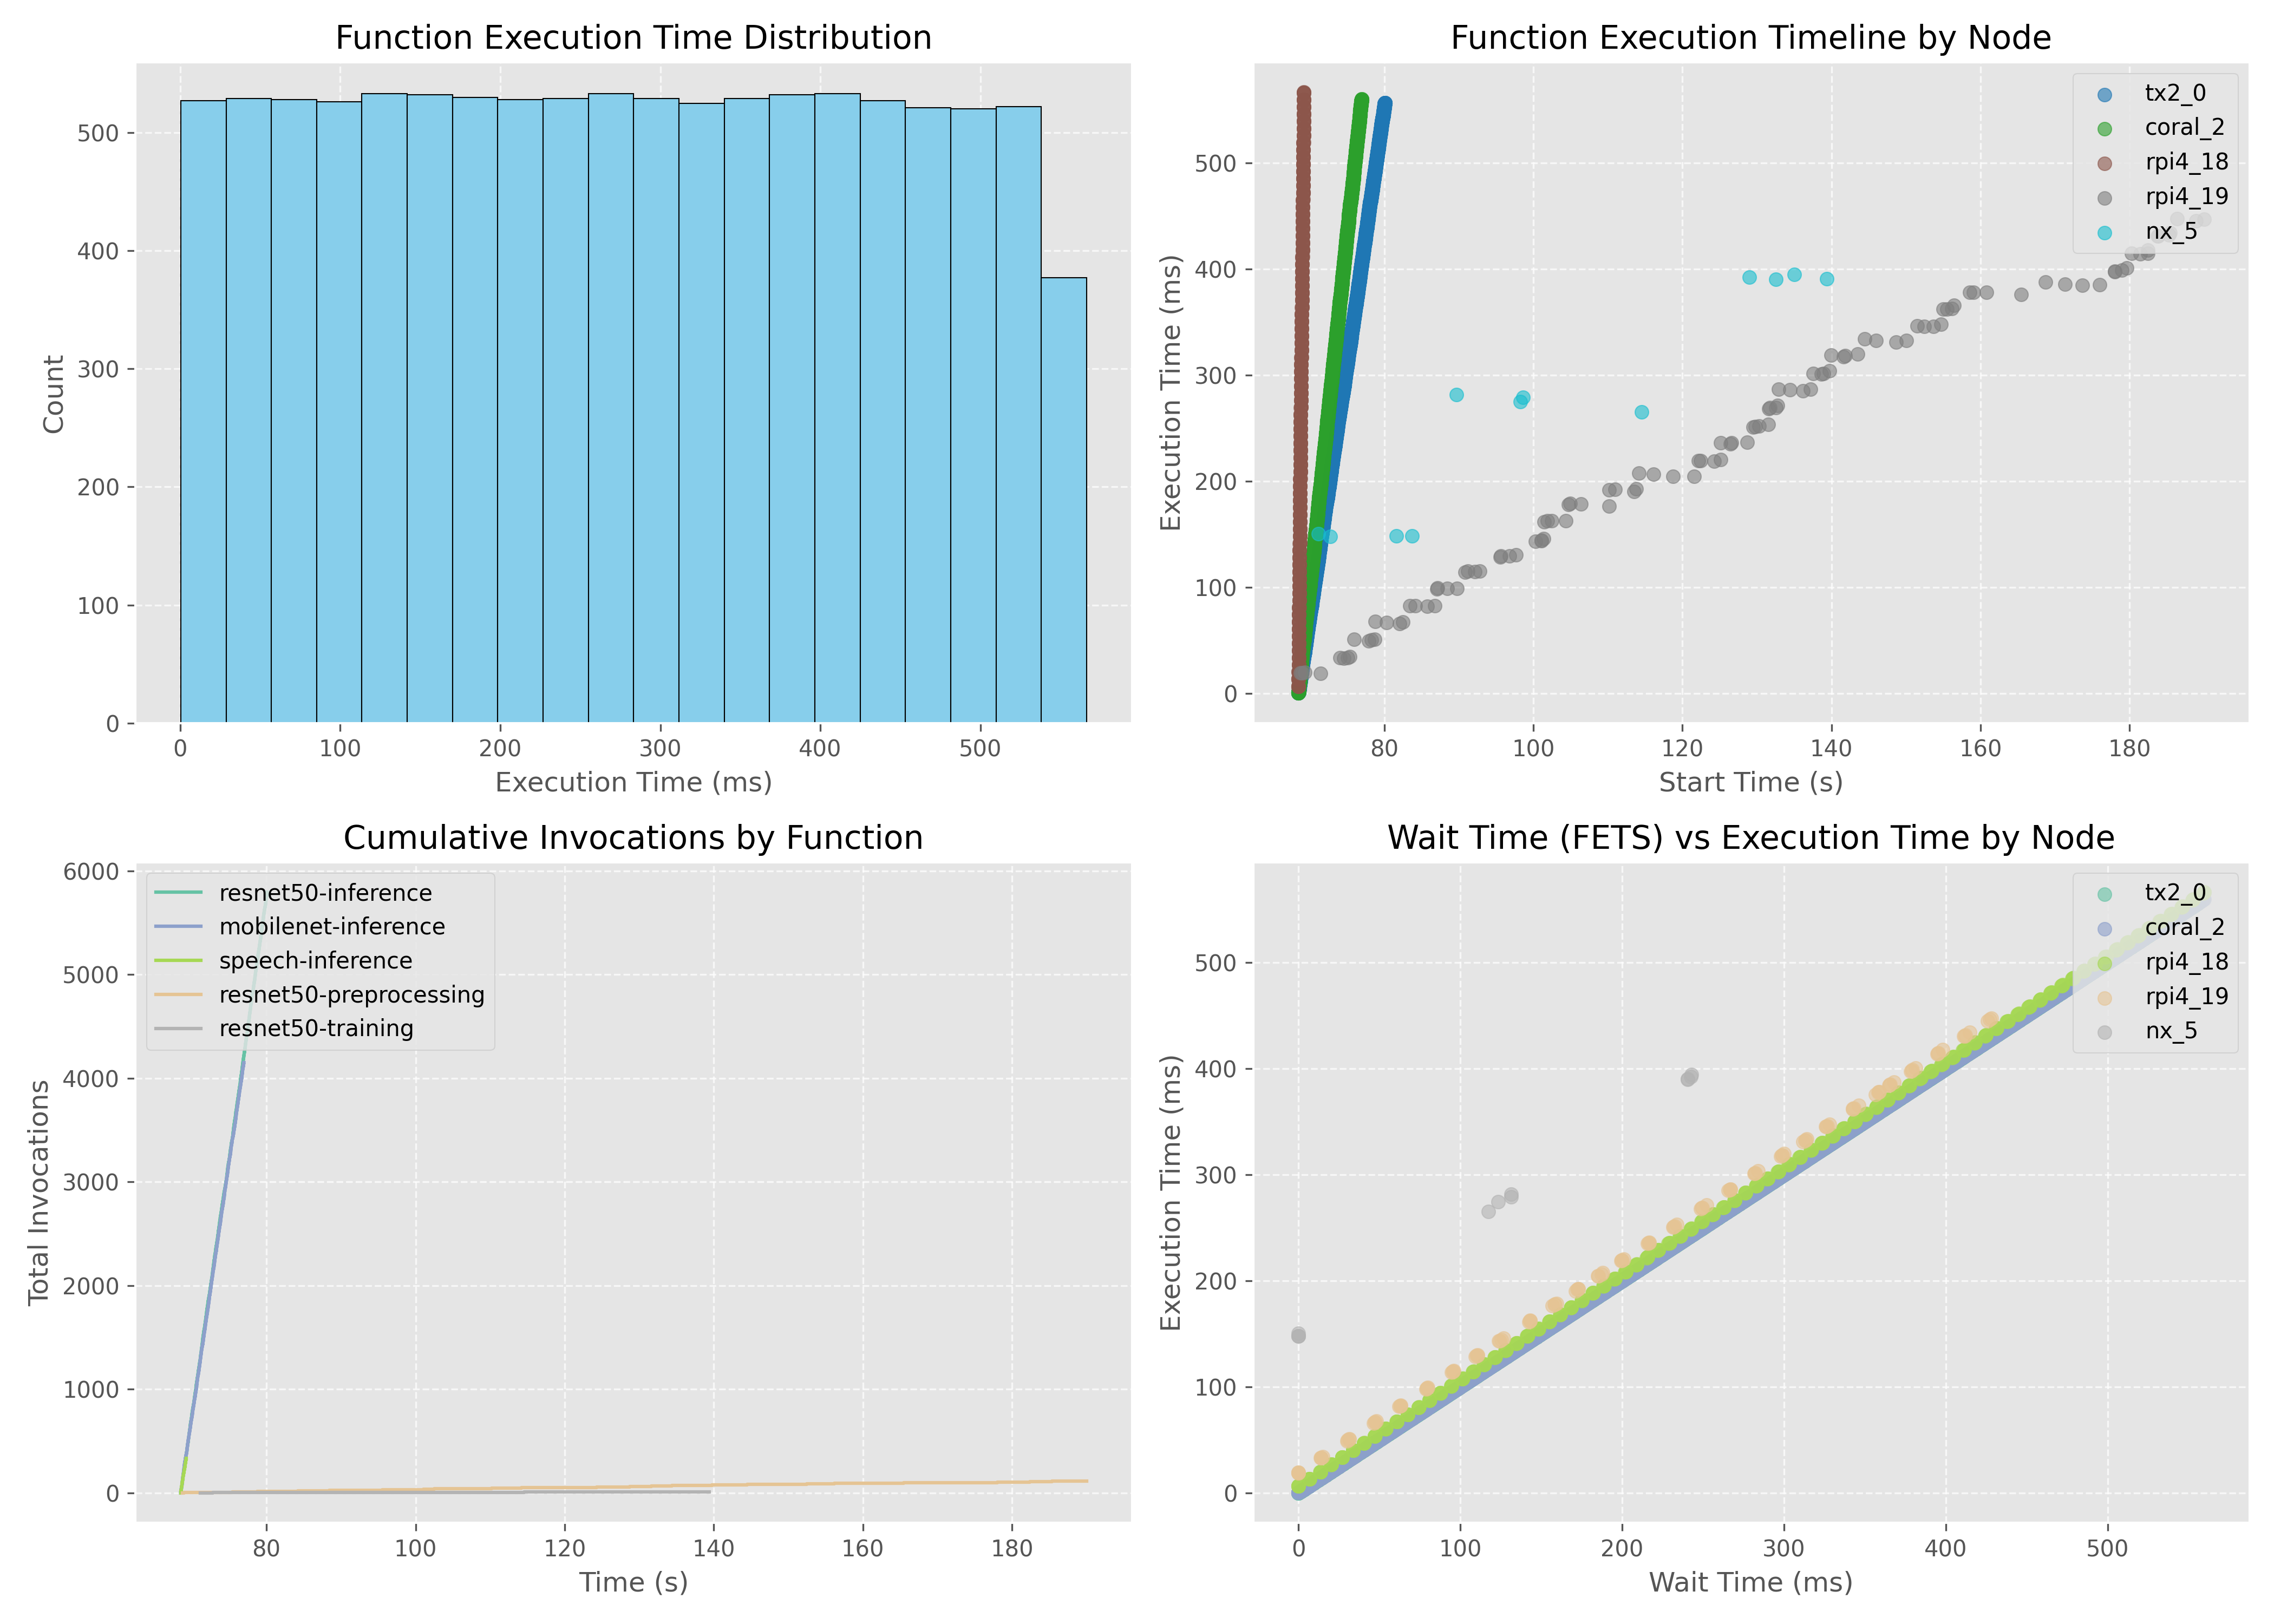 Function Execution Time Distribution
Count
500
400
300
200
100
0
0 100 200 300 400 500
Execution Time (ms)
Function Execution Timeline by Node
Execution Time (ms)
500
400
300
200
100
0
tx2_0
coral_2
rpi4_18
rpi4_19
nx_5
80 100 120 140 160 180
Start Time (s)
Cumulative Invocations by Function
Total Invocations
6000
5000
4000
3000
2000
1000
0
resnet50-inference
mobilenet-inference
speech-inference
resnet50-preprocessing
resnet50-training
80 100 120 140 160 180
Time (s)
Wait Time (FETS) vs Execution Time by Node
Execution Time (ms)
500
400
300
200
100
0
tx2_0
coral_2
rpi4_18
rpi4_19
nx_5
0 100 200 300 400 500
Wait Time (ms)